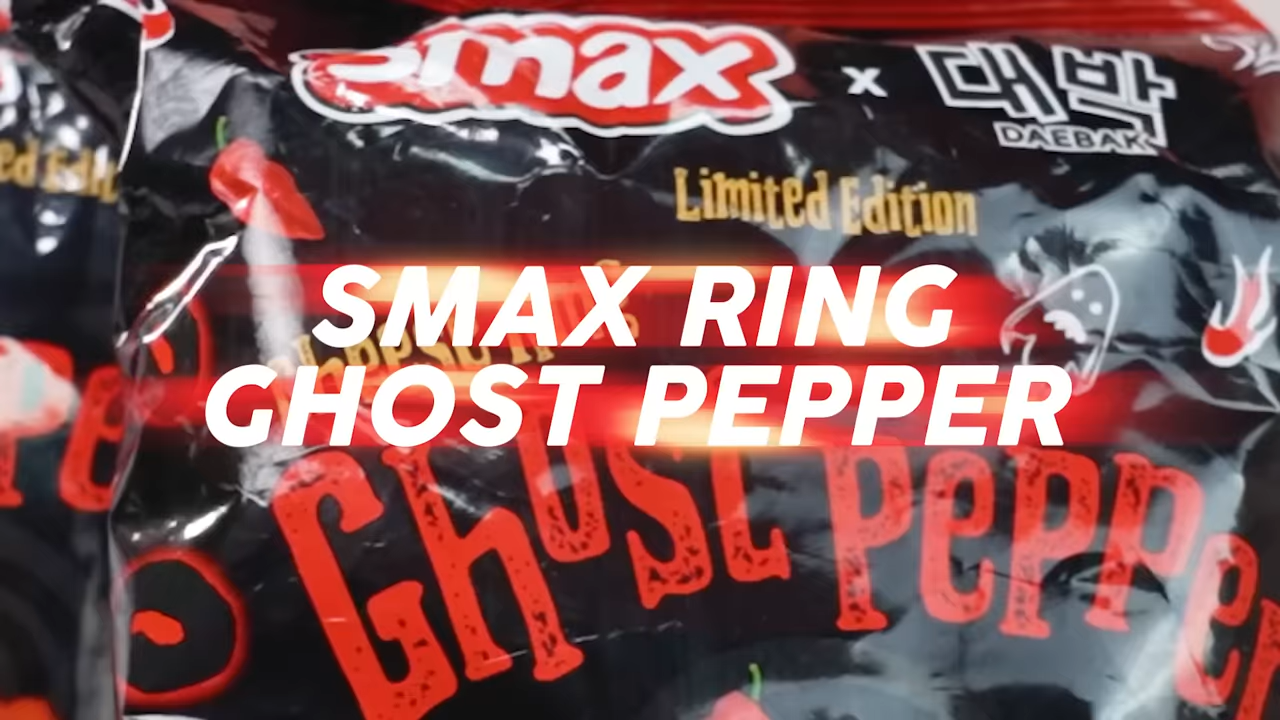 smax x 대박
DAEBAK
Limited Edition
SMAX RING
GHOST PEPPER
Ghost Pepper